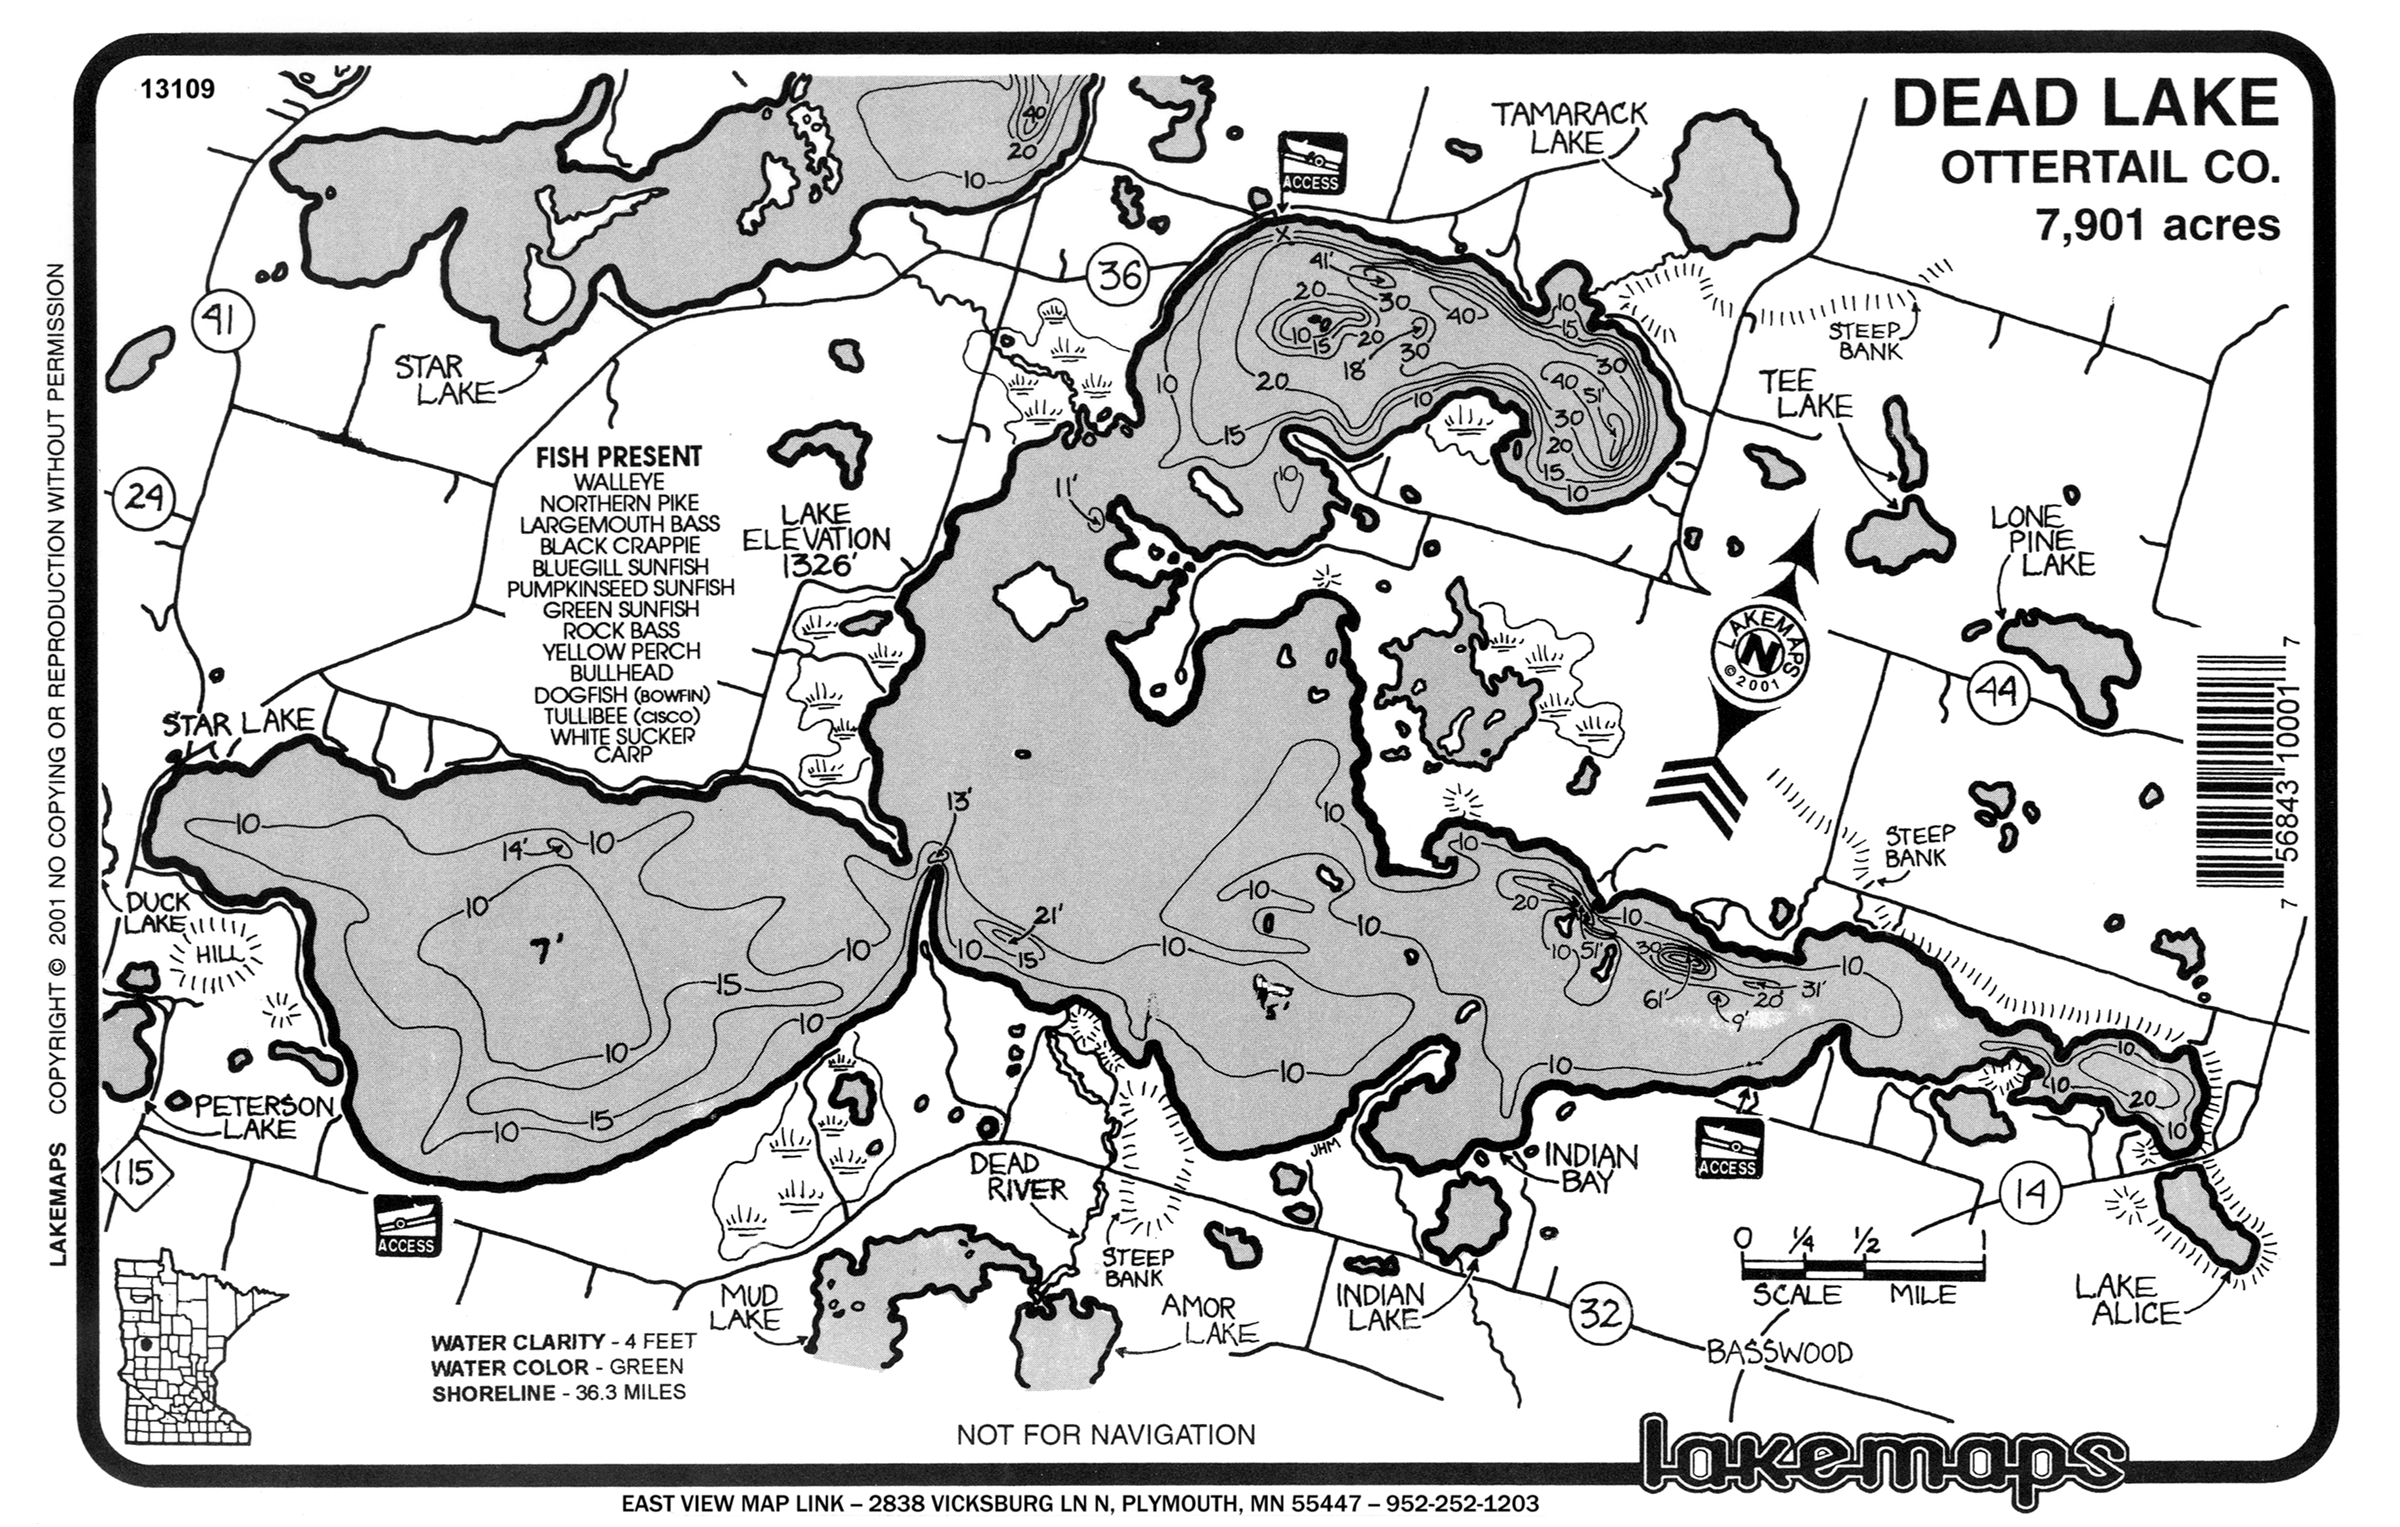 13109
DEAD LAKE
OTTERTAIL CO.
7,901 acres
TAMARACK
LAKE
ACCESS
40
20
10
36
41
24
STAR
LAKE
STEEP
BANK
TEE
LAKE
LONE
PINE
LAKE
41'
20
30
40
10
15
20
18'
30
10
15
30
40
51'
30
20
15
10
10
20
15
10
10
11'
FISH PRESENT
WALLEYE
NORTHERN PIKE
LARGEMOUTH BASS
BLACK CRAPPIE
BLUEGILL SUNFISH
PUMPKINSEED SUNFISH
GREEN SUNFISH
ROCK BASS
YELLOW PERCH
BULLHEAD
DOGFISH (BOWFIN)
TULLIBEE (CISCO)
WHITE SUCKER
CARP
LAKE
ELEVATION
1326'
LAKEMAPS
N
© 2001
44
7 56843 10001 7
STAR LAKE
10
14'
10
10
7'
10
15
10
10
15
10
13'
21'
10
15
10
10
10
10
5'
10
10
20
10
10
51'
30
61'
9'
20
31'
10
10
10
10
20
10
STEEP
BANK
DUCK
LAKE
HILL
PETERSON
LAKE
115
ACCESS
DEAD
RIVER
STEEP
BANK
JHM
INDIAN
BAY
ACCESS
14
MUD
LAKE
AMOR
LAKE
INDIAN
LAKE
32
BASSWOOD
0 1/4 1/2 1
SCALE MILE
LAKE
ALICE
WATER CLARITY - 4 FEET
WATER COLOR - GREEN
SHORELINE - 36.3 MILES
NOT FOR NAVIGATION
lakemaps
EAST VIEW MAP LINK – 2838 VICKSBURG LN N, PLYMOUTH, MN 55447 – 952-252-1203
LAKEMAPS COPYRIGHT © 2001 NO COPYING OR REPRODUCTION WITHOUT PERMISSION